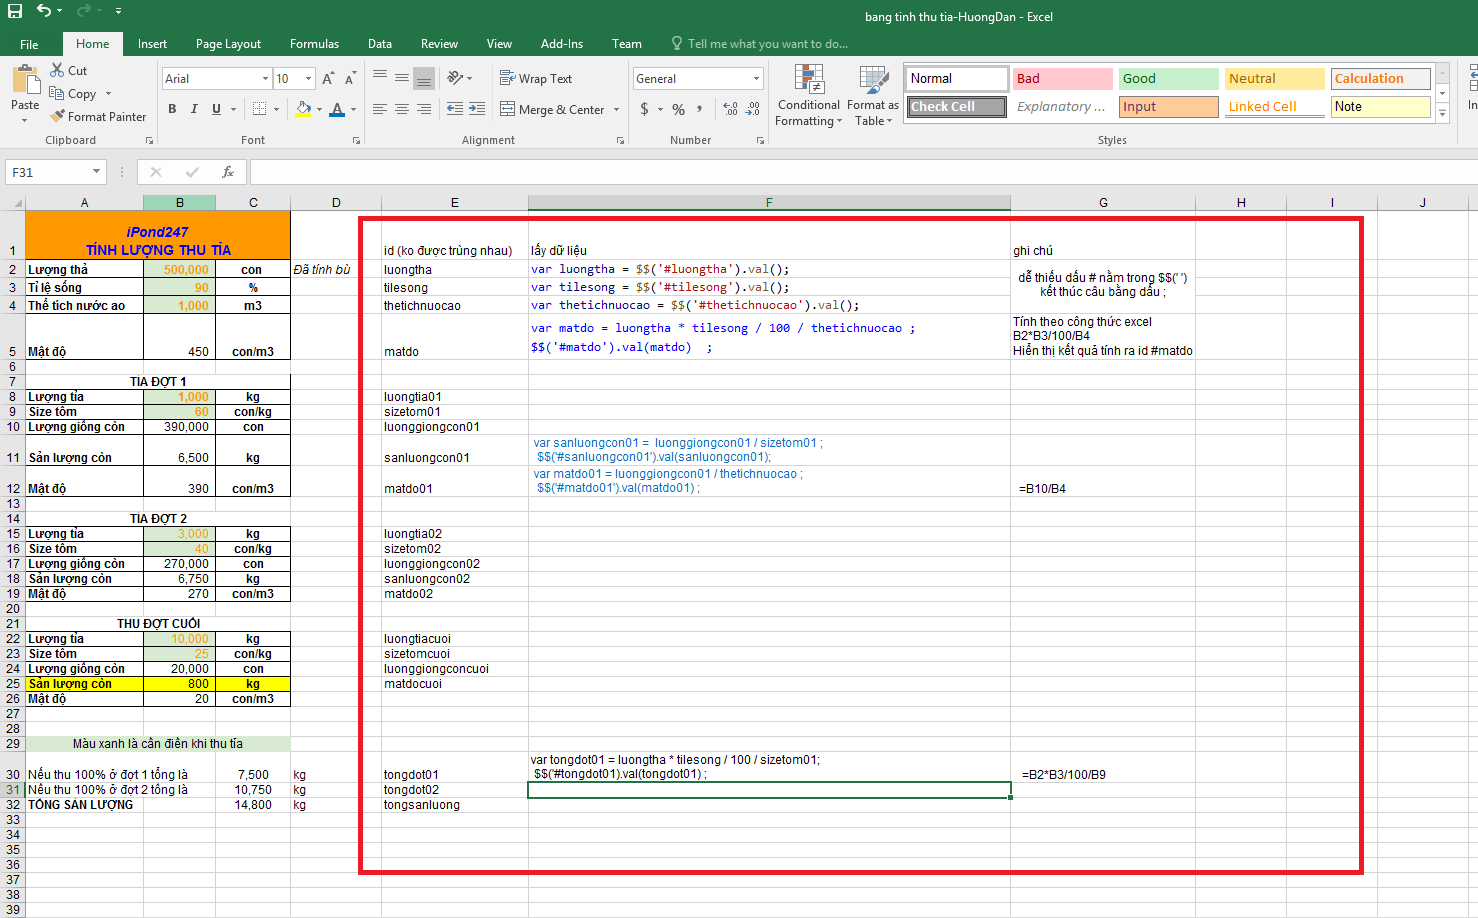 bang tinh thu tia-HuongDan - Excel
File Home Insert Page Layout Formulas Data Review View Add-Ins Team Tell me what you want to do...
Paste
Cut
Copy
Format Painter
Clipboard
Arial 10
B I U
Font
Wrap Text
Merge & Center
Alignment
General
$ % ,
Number
Conditional Formatting
Format as Table
Normal Bad Good Neutral Calculation
Check Cell Explanatory ... Input Linked Cell Note
Styles
In
F31 fx
A B C D E F G H I J
iPond247
1 TÍNH LƯỢNG THU TỈA id (ko được trùng nhau) lấy dữ liệu ghi chú
2 Lượng thả 500,000 con Đã tính bù luongtha var luongtha = $$('#luongtha').val();
dễ thiếu dấu # nằm trong $$(' ')
3 Tỉ lệ sống 90 % tilesong var tilesong = $$('#tilesong').val();
kết thúc câu bằng dấu ;
4 Thể tích nước ao 1,000 m3 thetichnuocao var thetichnuocao = $$('#thetichnuocao').val();
Tính theo công thức excel
var matdo = luongtha * tilesong / 100 / thetichnuocao ;
B2*B3/100/B4
5 Mật độ 450 con/m3 matdo $$('#matdo').val(matdo) ; Hiển thị kết quả tính ra id #matdo
6
7 TỈA ĐỢT 1
8 Lượng tỉa 1,000 kg luongtia01
9 Size tôm 60 con/kg sizetom01
10 Lượng giống còn 390,000 con luonggiongcon01
var sanluongcon01 = luonggiongcon01 / sizetom01 ;
11 Sản lượng còn 6,500 kg sanluongcon01 $$('#sanluongcon01').val(sanluongcon01);
var matdo01 = luonggiongcon01 / thetichnuocao ;
12 Mật độ 390 con/m3 matdo01 $$('#matdo01').val(matdo01) ; =B10/B4
13
14 TỈA ĐỢT 2
15 Lượng tỉa 3,000 kg luongtia02
16 Size tôm 40 con/kg sizetom02
17 Lượng giống còn 270,000 con luonggiongcon02
18 Sản lượng còn 6,750 kg sanluongcon02
19 Mật độ 270 con/m3 matdo02
20
21 THU ĐỢT CUỐI
22 Lượng tỉa 10,000 kg luongtiacuoi
23 Size tôm 25 con/kg sizetomcuoi
24 Lượng giống còn 20,000 con luonggiongconcuoi
25 Sản lượng còn 800 kg matdocuoi
26 Mật độ 20 con/m3
27
28
29 Màu xanh là cần điền khi thu tỉa
var tongdot01 = luongtha * tilesong / 100 / sizetom01;
30 Nếu thu 100% ở đợt 1 tổng là 7,500 kg tongdot01 $$('#tongdot01).val(tongdot01) ; =B2*B3/100/B9
31 Nếu thu 100% ở đợt 2 tổng là 10,750 kg tongdot02
32 TỔNG SẢN LƯỢNG 14,800 kg tongsanluong
33
34
35
36
37
38
39